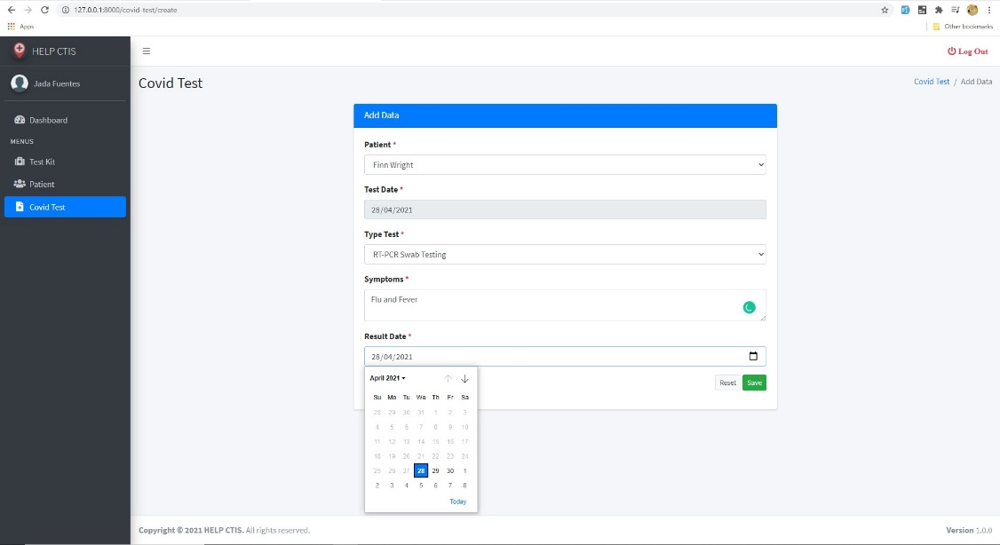 127.0.0.1:8000/covid-test/create
Apps
Other bookmarks
HELP CTIS
Log Out
Jada Fuentes
Covid Test
Covid Test / Add Data
Dashboard
MENUS
Test Kit
Patient
Covid Test
Add Data
Patient *
Finn Wright
Test Date *
28/04/2021
Type Test *
RT-PCR Swab Testing
Symptoms *
Flu and Fever
Result Date *
28/04/2021
Reset Save
April 2021
Su Mo Tu We Th Fr Sa
28 29 30 31 1 2 3
4 5 6 7 8 9 10
11 12 13 14 15 16 17
18 19 20 21 22 23 24
25 26 27 28 29 30 1
2 3 4 5 6 7 8
Today
Copyright © 2021 HELP CTIS. All rights reserved.
Version 1.0.0